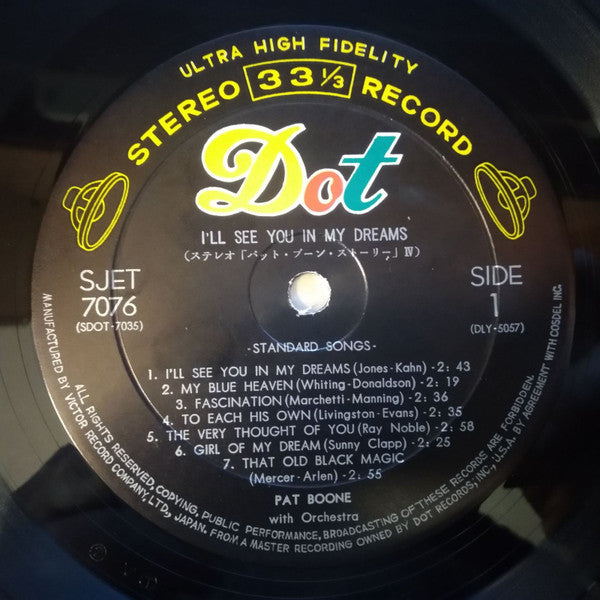 ULTRA HIGH FIDELITY
STEREO 33 1/3 RECORD
Dot
I'LL SEE YOU IN MY DREAMS
(ステレオ「パット・ブーン・ストーリー」Ⅳ)
SJET
7076
(SDOT-7035)
SIDE
1
(DLY-5057)
-STANDARD SONGS-
1. I'LL SEE YOU IN MY DREAMS (Jones-Kahn)-2: 43
2. MY BLUE HEAVEN (Whiting-Donaldson)-2: 19
3. FASCINATION (Marchetti-Manning)-2: 36
4. TO EACH HIS OWN (Livingston-Evans)-2: 35
5. THE VERY THOUGHT OF YOU (Ray Noble)-2: 58
6. GIRL OF MY DREAM (Sunny Clapp)-2: 25
7. THAT OLD BLACK MAGIC
(Mercer-Arlen)-2: 55
PAT BOONE
with Orchestra
ALL RIGHTS RESERVED, COPYING, PUBLIC PERFORMANCE, BROADCASTING OF THESE RECORDS ARE FORBIDDEN.
MANUFACTURED BY VICTOR RECORD COMPANY, LTD, JAPAN. FROM A MASTER RECORDING OWNED BY DOT RECORDS, INC., U.S.A. BY AGREEMENT WITH COSDEL INC.